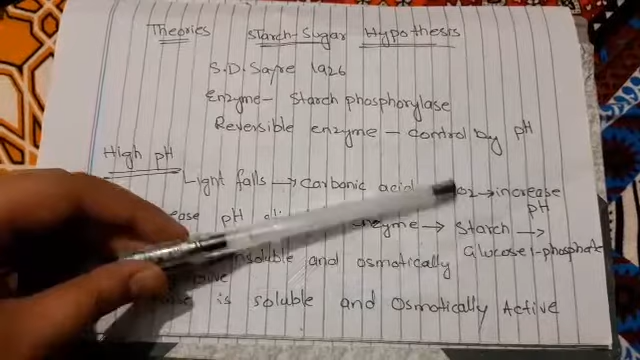 Theories Starch-Sugar Hypothesis
S.D. Sayre 1926
Enzyme- Starch phosphorylase
Reversible enzyme - control by pH
High pH
Light falls → carbonic acid O2 → increase
pH
pH enzyme → Starch →
Glucose 1-phosphate
insoluble and osmotically
is soluble and Osmotically Active